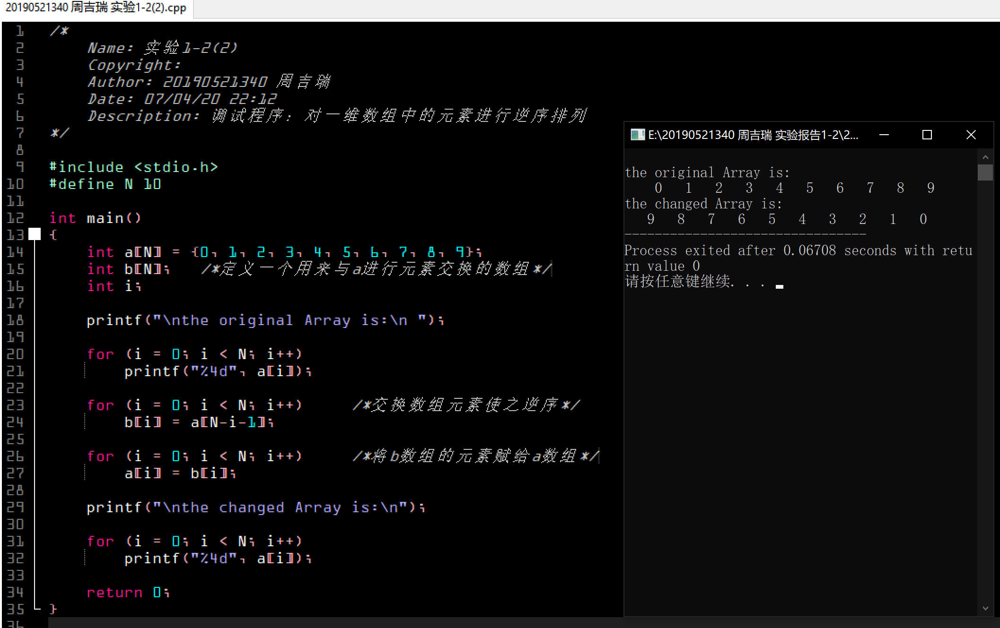 20190521340 周吉瑞 实验1-2(2).cpp
1 /*
2 Name: 实验1-2(2)
3 Copyright:
4 Author: 20190521340 周吉瑞
5 Date: 07/04/20 22:12
6 Description: 调试程序: 对一维数组中的元素进行逆序排列
7 */
8
9 #include <stdio.h>
10 #define N 10
11
12 int main()
13 {
14 int a[N] = {0, 1, 2, 3, 4, 5, 6, 7, 8, 9};
15 int b[N]; /*定义一个用来与a进行元素交换的数组*/
16 int i;
17
18 printf("\nthe original Array is:\n ");
19
20 for (i = 0; i < N; i++)
21 printf("%4d", a[i]);
22
23 for (i = 0; i < N; i++) /*交换数组元素使之逆序*/
24 b[i] = a[N-i-1];
25
26 for (i = 0; i < N; i++) /*将b数组的元素赋给a数组*/
27 a[i] = b[i];
28
29 printf("\nthe changed Array is:\n");
30
31 for (i = 0; i < N; i++)
32 printf("%4d", a[i]);
33
34 return 0;
35 }
36
E:\20190521340 周吉瑞 实验报告1-2\2...
the original Array is:
0 1 2 3 4 5 6 7 8 9
the changed Array is:
9 8 7 6 5 4 3 2 1 0
--------------------------------
Process exited after 0.06708 seconds with retu
rn value 0
请按任意键继续. . .